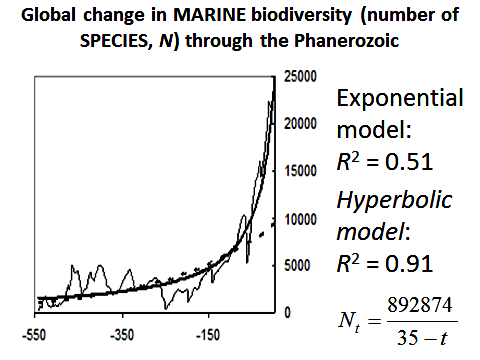 Global change in MARINE biodiversity (number of
SPECIES, N) through the Phanerozoic
25000
20000
15000
10000
5000
0
-550
-350
-150
Exponential
model:
R² = 0.51
Hyperbolic
model:
R² = 0.91
Nₜ = 892874 / 35 – t